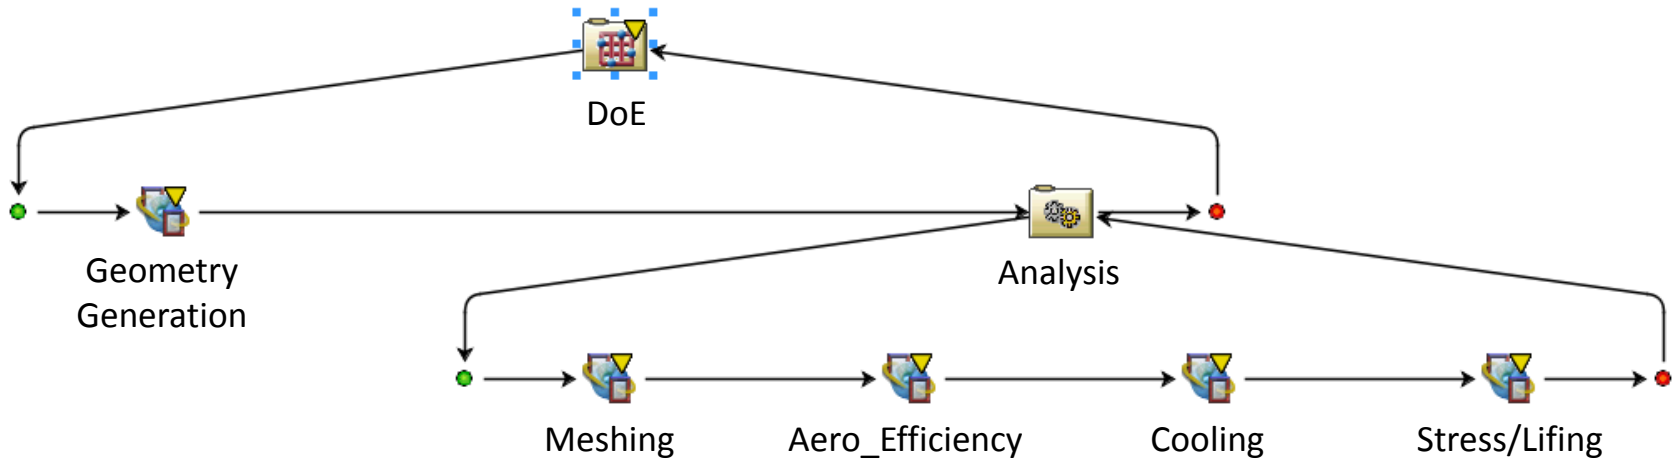 DoE
Geometry
Generation
Analysis
Meshing
Aero_Efficiency
Cooling
Stress/Lifing